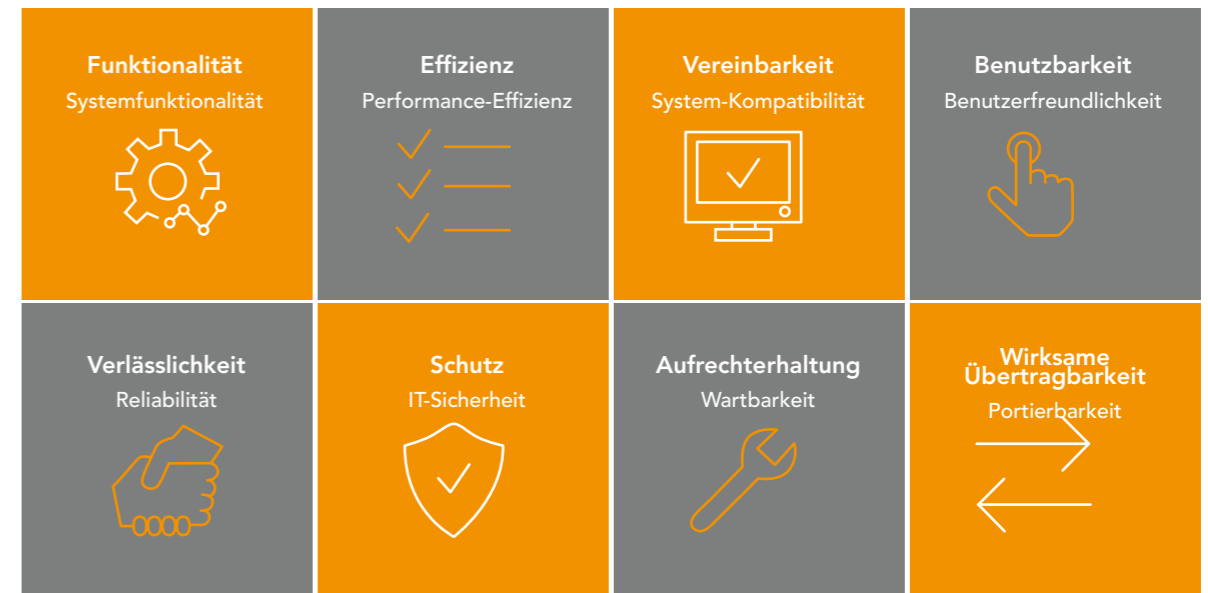 Funktionalität
Systemfunktionalität
Effizienz
Performance-Effizienz
Vereinbarkeit
System-Kompatibilität
Benutzbarkeit
Benutzerfreundlichkeit
Verlässlichkeit
Reliabilität
Schutz
IT-Sicherheit
Aufrechterhaltung
Wartbarkeit
Wirksame
Übertragbarkeit
Portierbarkeit